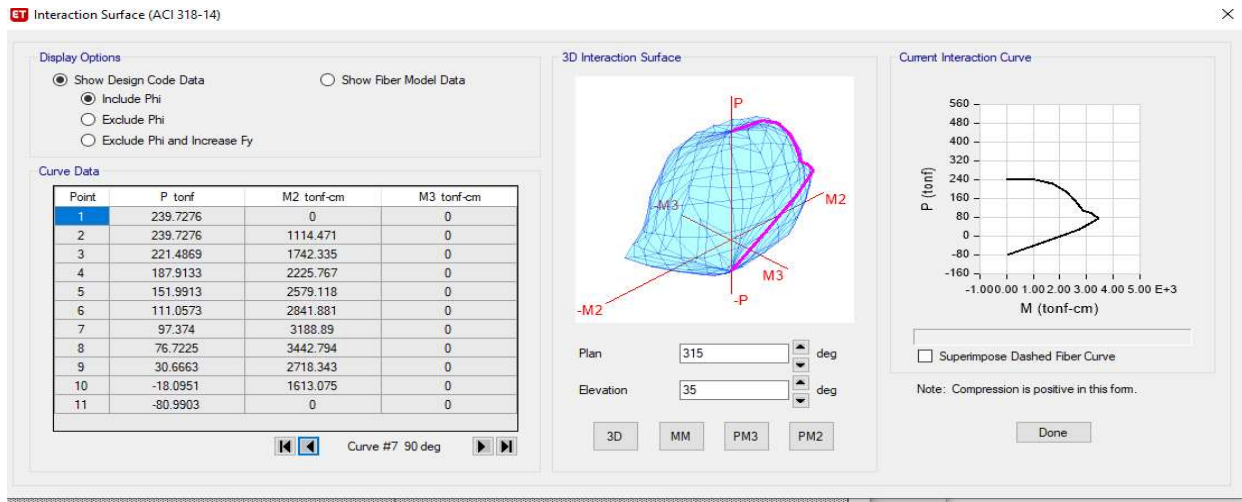 ET Interaction Surface (ACI 318-14)
Display Options
Show Design Code Data
Show Fiber Model Data
Include Phi
Exclude Phi
Exclude Phi and Increase Fy
Curve Data
Point P tonf M2 tonf-cm M3 tonf-cm
1 239.7276 0 0
2 239.7276 1114.471 0
3 221.4869 1742.335 0
4 187.9133 2225.767 0
5 151.9913 2579.118 0
6 111.0573 2841.881 0
7 97.374 3188.89 0
8 76.7225 3442.794 0
9 30.6663 2718.343 0
10 -18.0951 1613.075 0
11 -80.9903 0 0
Curve #7 90 deg
3D Interaction Surface
P
M2
-M3
M3
-P
-M2
Plan 315 deg
Elevation 35 deg
3D MM PM3 PM2
Current Interaction Curve
560
480
400
320
240
160
80
0
-80
-160
P (tonf)
-1.00 0.00 1.00 2.00 3.00 4.00 5.00 E+3
M (tonf-cm)
Superimpose Dashed Fiber Curve
Note: Compression is positive in this form.
Done